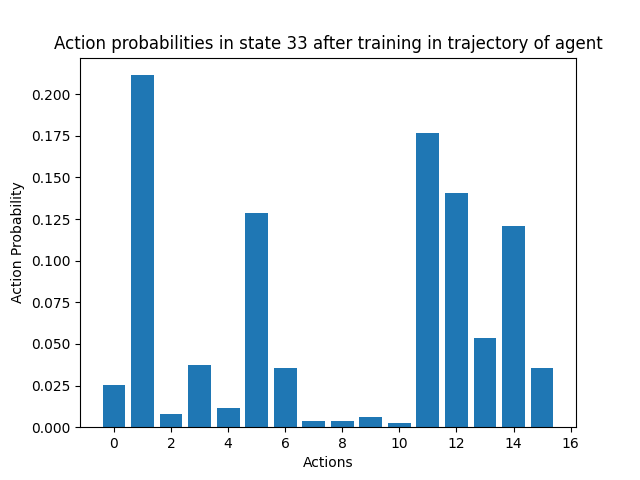 Action probabilities in state 33 after training in trajectory of agent
0.200
0.175
0.150
0.125
0.100
0.075
0.050
0.025
0.000
Action Probability
0 2 4 6 8 10 12 14 16
Actions